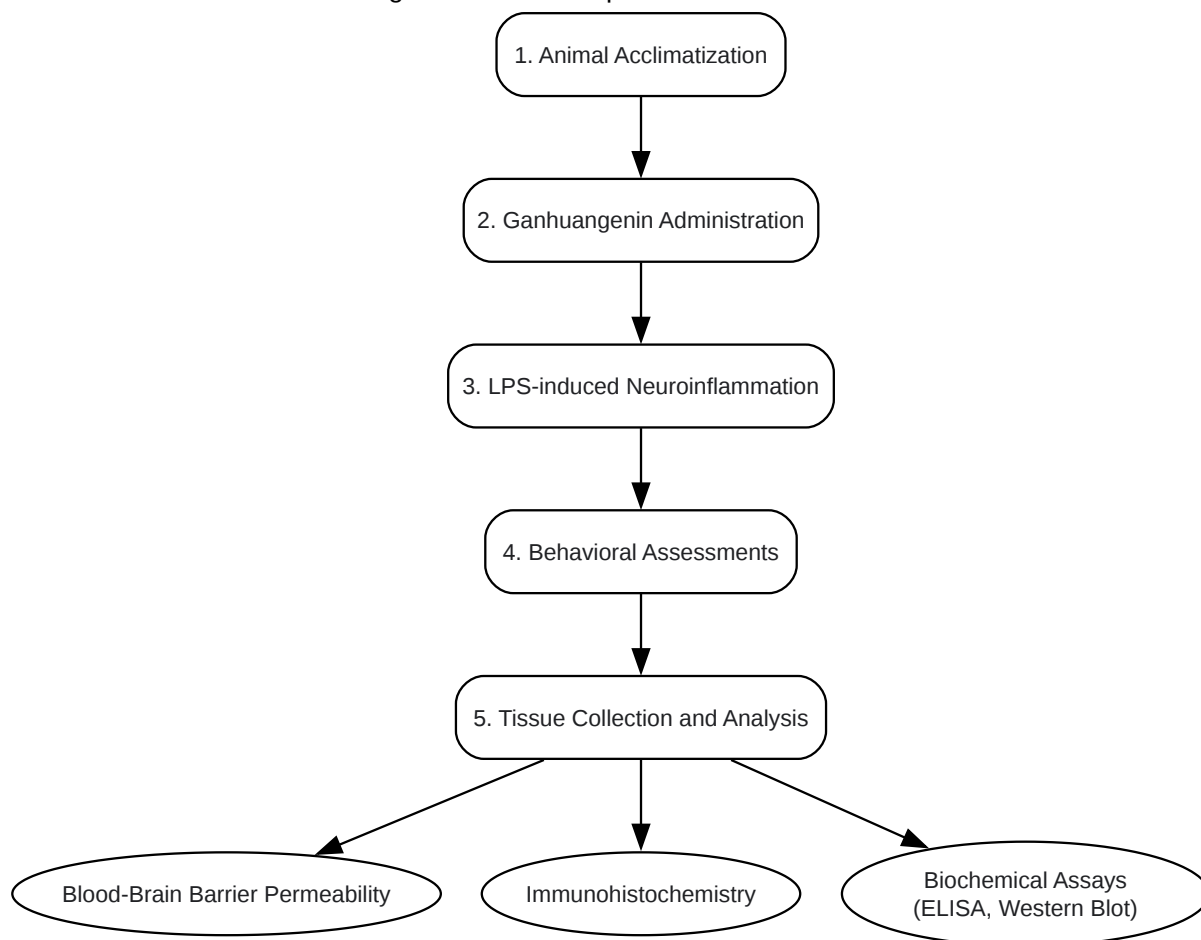 1. Animal Acclimatization
2. Ganhuangenin Administration
3. LPS-induced Neuroinflammation
4. Behavioral Assessments
5. Tissue Collection and Analysis
Blood-Brain Barrier Permeability
Immunohistochemistry
Biochemical Assays
(ELISA, Western Blot)